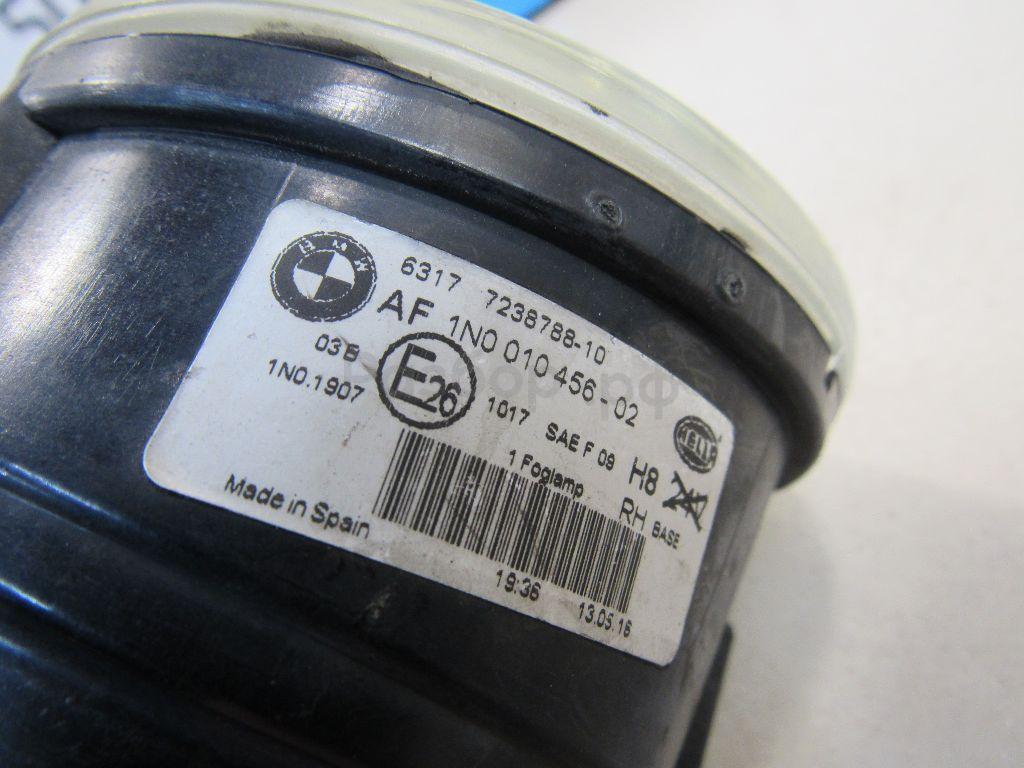 BMW
6317 7238788-10
AF 1N0 010 456-02
03 B
E26
1N0.1907
1017 SAE F 09
HELLA
H8 24V
1 Foglamp
RH BASE
Made in Spain
19:36 13.05.16